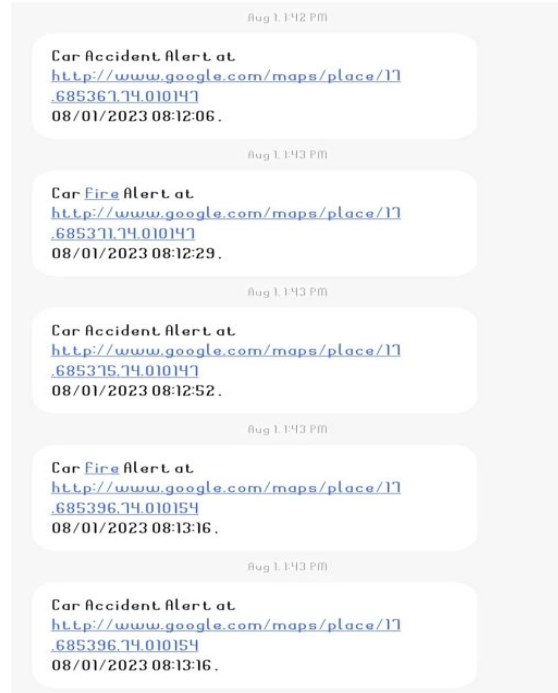 Aug 1, 1:42 PM
Car Accident Alert at
http://www.google.com/maps/place/17
.685367,74.010147
08/01/2023 08:12:06.
Aug 1, 1:43 PM
Car Fire Alert at
http://www.google.com/maps/place/17
.685371,74.010147
08/01/2023 08:12:29.
Aug 1, 1:43 PM
Car Accident Alert at
http://www.google.com/maps/place/17
.685375,74.010147
08/01/2023 08:12:52.
Aug 1, 1:43 PM
Car Fire Alert at
http://www.google.com/maps/place/17
.685396,74.010154
08/01/2023 08:13:16.
Aug 1, 1:43 PM
Car Accident Alert at
http://www.google.com/maps/place/17
.685396,74.010154
08/01/2023 08:13:16.